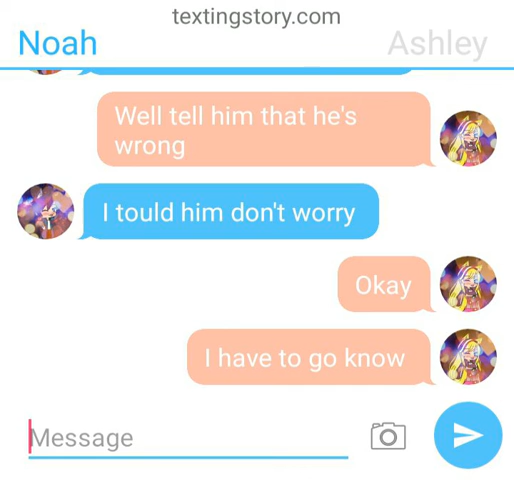 textingstory.com
Noah
Ashley
Well tell him that he's
wrong
I tould him don't worry
Okay
I have to go know
Message